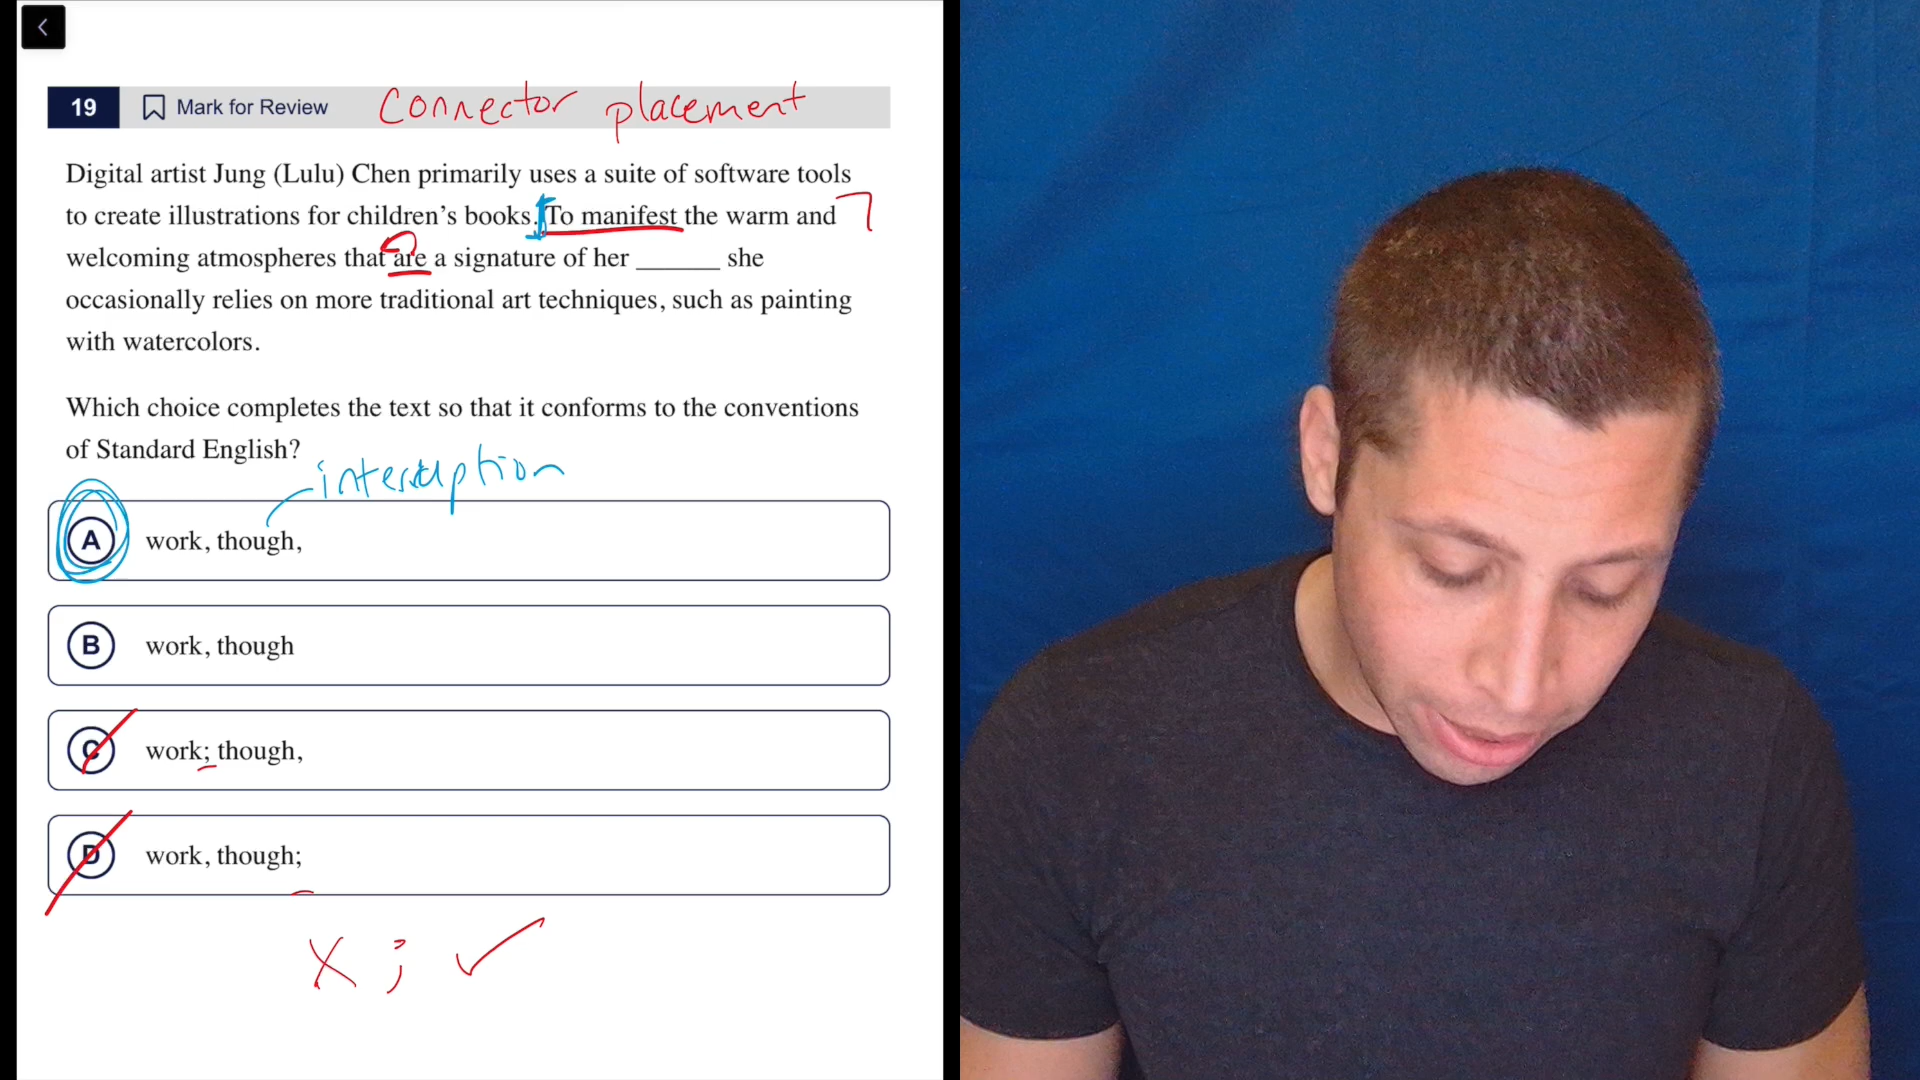 19 Mark for Review Connector placement
Digital artist Jung (Lulu) Chen primarily uses a suite of software tools
to create illustrations for children’s books. To manifest the warm and
welcoming atmospheres that are a signature of her ______ she
occasionally relies on more traditional art techniques, such as painting
with watercolors.
Which choice completes the text so that it conforms to the conventions
of Standard English?
interruption
A work, though,
B work, though
C work; though,
D work, though;
X ; ✓